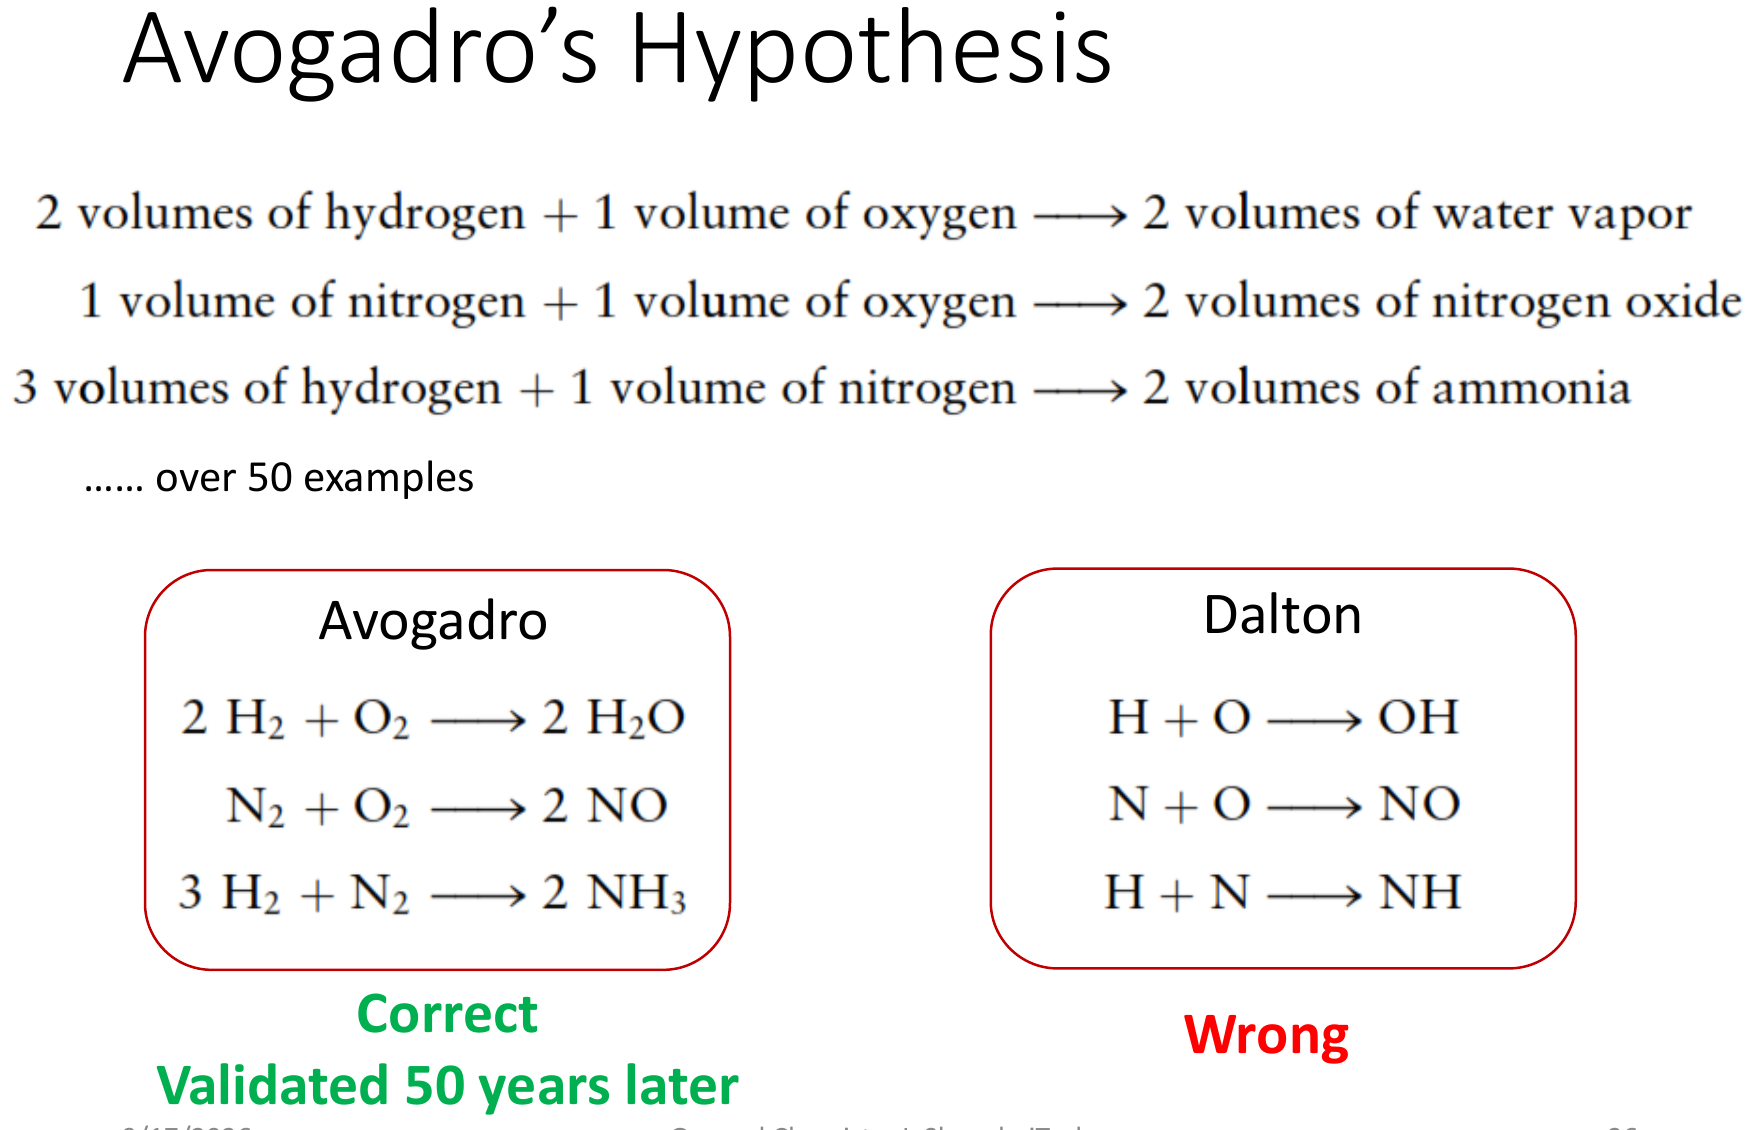 Avogadro’s Hypothesis
2 volumes of hydrogen + 1 volume of oxygen ⟶ 2 volumes of water vapor
1 volume of nitrogen + 1 volume of oxygen ⟶ 2 volumes of nitrogen oxide
3 volumes of hydrogen + 1 volume of nitrogen ⟶ 2 volumes of ammonia
…… over 50 examples
Avogadro
2 H₂ + O₂ ⟶ 2 H₂O
N₂ + O₂ ⟶ 2 NO
3 H₂ + N₂ ⟶ 2 NH₃
Correct
Validated 50 years later
Dalton
H + O ⟶ OH
N + O ⟶ NO
H + N ⟶ NH
Wrong